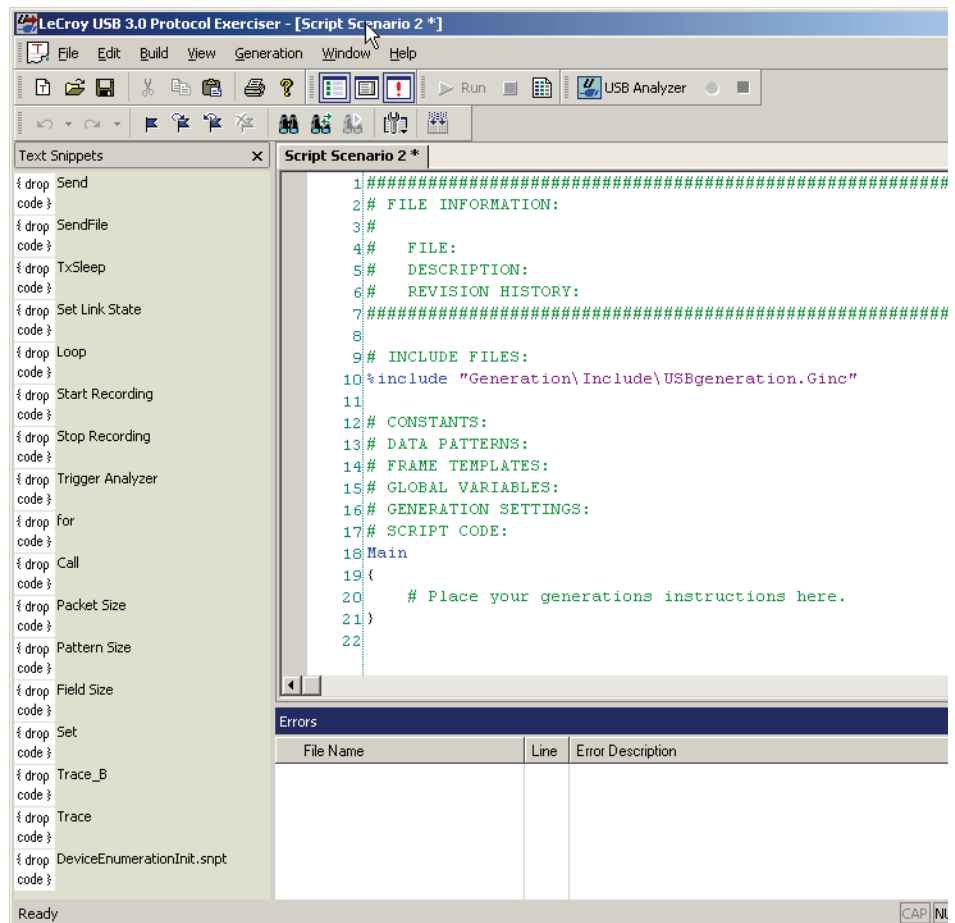 LeCroy USB 3.0 Protocol Exerciser - [Script Scenario 2 *]
File Edit Build View Generation Window Help
Run USB Analyzer
Text Snippets x
{ drop code } Send
{ drop code } SendFile
{ drop code } TxSleep
{ drop code } Set Link State
{ drop code } Loop
{ drop code } Start Recording
{ drop code } Stop Recording
{ drop code } Trigger Analyzer
{ drop code } for
{ drop code } Call
{ drop code } Packet Size
{ drop code } Pattern Size
{ drop code } Field Size
{ drop code } Set
{ drop code } Trace_B
{ drop code } Trace
{ drop code } DeviceEnumerationInit.snpt
Script Scenario 2 *
1 ########################################################
2 # FILE INFORMATION:
3 #
4 #   FILE:
5 #   DESCRIPTION:
6 #   REVISION HISTORY:
7 ########################################################
8
9 # INCLUDE FILES:
10 %include "Generation\Include\USBgeneration.Ginc"
11
12 # CONSTANTS:
13 # DATA PATTERNS:
14 # FRAME TEMPLATES:
15 # GLOBAL VARIABLES:
16 # GENERATION SETTINGS:
17 # SCRIPT CODE:
18 Main
19 {
20     # Place your generations instructions here.
21 }
22
Errors
File Name Line Error Description
Ready CAP